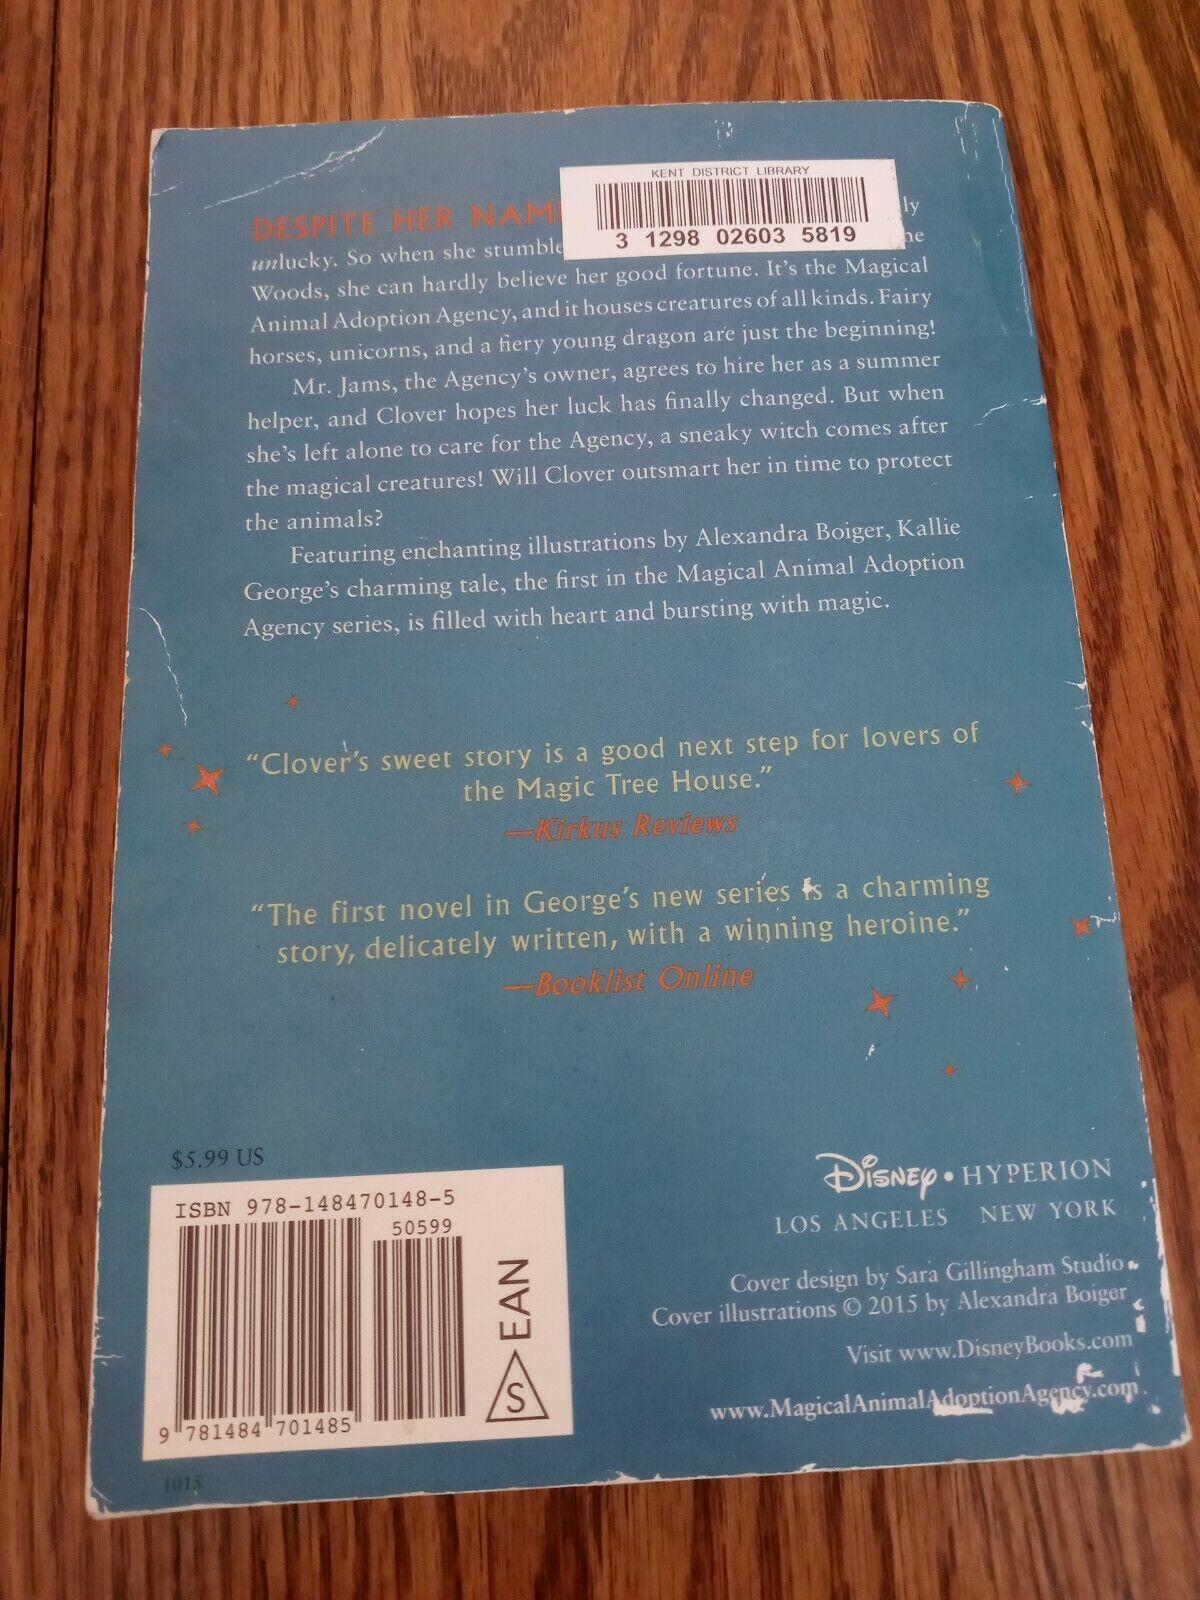 KENT DISTRICT LIBRARY
3 1298 02603 5819
DESPITE HER ly
unlucky. So when she
Woods, she can hardly believe her good fortune. It's the Magical
Animal Adoption Agency, and it houses creatures of all kinds. Fairy
horses, unicorns, and a fiery young dragon are just the beginning!
Mr. Jams, the Agency's owner, agrees to hire her as a summer
helper, and Clover hopes her luck has finally changed. But when
she's left alone to care for the Agency, a sneaky witch comes after
the magical creatures! Will Clover outsmart her in time to protect
the animals?
Featuring enchanting illustrations by Alexandra Boiger, Kallie
George's charming tale, the first in the Magical Animal Adoption
Agency series, is filled with heart and bursting with magic.
"Clover's sweet story is a good next step for lovers of
the Magic Tree House."
—Kirkus Reviews
"The first novel in George's new series is a charming
story, delicately written, with a winning heroine."
—Booklist Online
$5.99 US
ISBN 978-148470148-5
50599
EAN
S
9 781484 701485
1015
Disney • HYPERION
LOS ANGELES NEW YORK
Cover design by Sara Gillingham Studio
Cover illustrations © 2015 by Alexandra Boiger
Visit www.DisneyBooks.com
www.MagicalAnimalAdoptionAgency.com